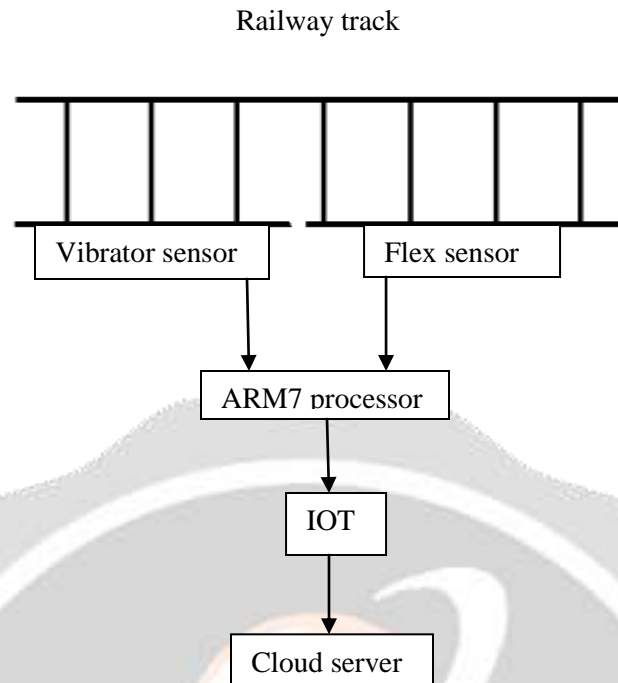 Railway track
Vibrator sensor
Flex sensor
ARM7 processor
IOT
Cloud server